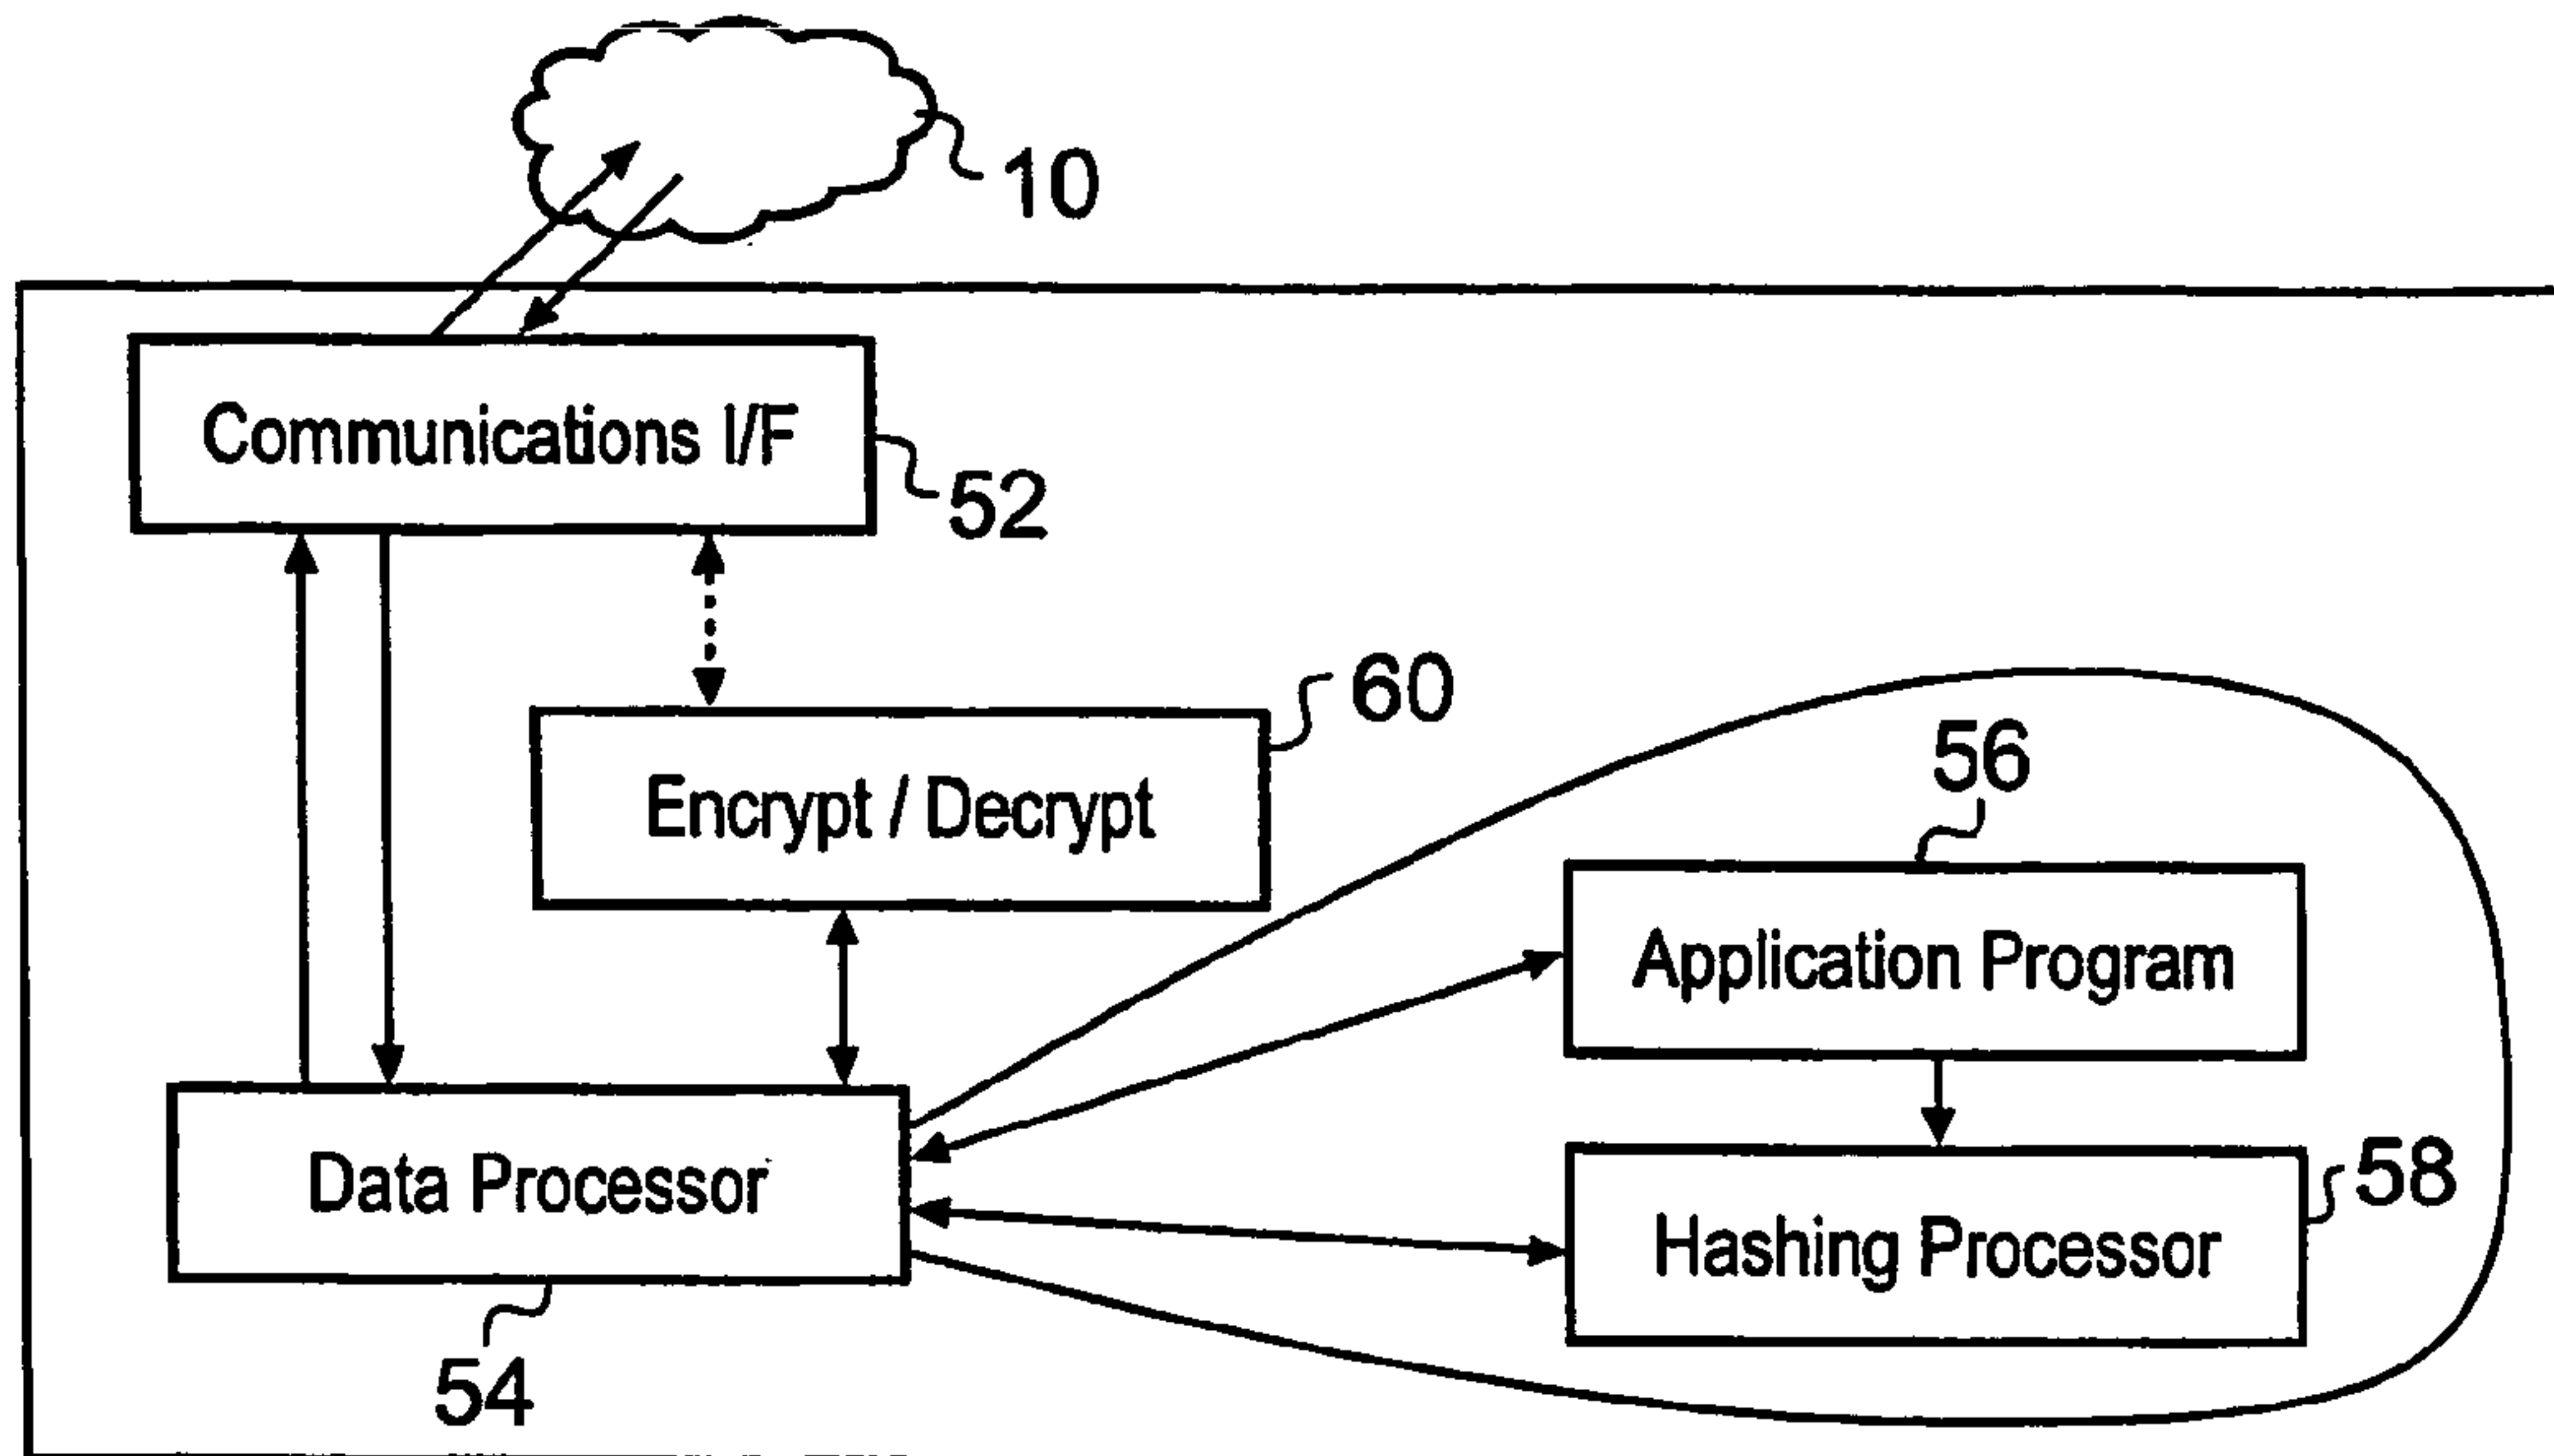 10
Communications I/F
52
60
Encrypt / Decrypt
56
Application Program
Data Processor
58
Hashing Processor
54